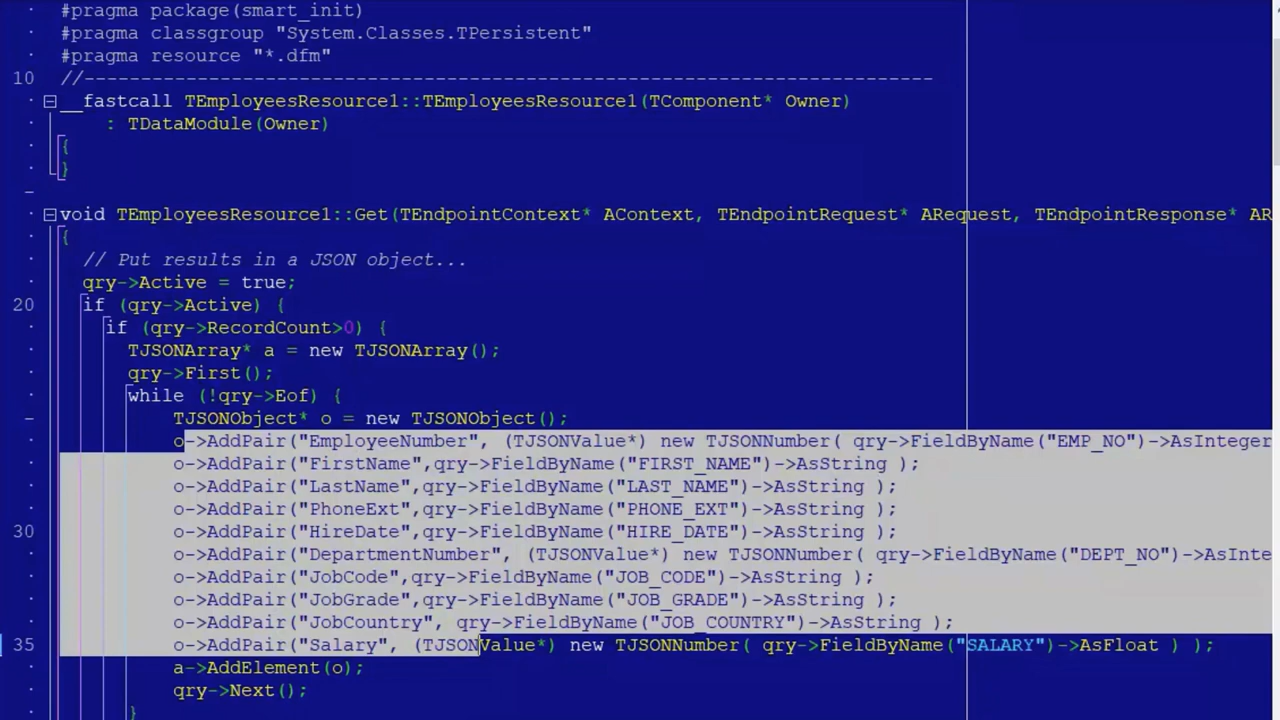 #pragma package(smart_init)
#pragma classgroup "System.Classes.TPersistent"
#pragma resource "*.dfm"
10 //---------------------------------------------------------------------------
__fastcall TEmployeesResource1::TEmployeesResource1(TComponent* Owner)
: TDataModule(Owner)
{
}
void TEmployeesResource1::Get(TEndpointContext* AContext, TEndpointRequest* ARequest, TEndpointResponse* AR
{
// Put results in a JSON object...
qry->Active = true;
20 if (qry->Active) {
if (qry->RecordCount>0) {
TJSONArray* a = new TJSONArray();
qry->First();
while (!qry->Eof) {
TJSONObject* o = new TJSONObject();
o->AddPair("EmployeeNumber", (TJSONValue*) new TJSONNumber( qry->FieldByName("EMP_NO")->AsInteger
o->AddPair("FirstName",qry->FieldByName("FIRST_NAME")->AsString );
o->AddPair("LastName",qry->FieldByName("LAST_NAME")->AsString );
o->AddPair("PhoneExt",qry->FieldByName("PHONE_EXT")->AsString );
30 o->AddPair("HireDate",qry->FieldByName("HIRE_DATE")->AsString );
o->AddPair("DepartmentNumber", (TJSONValue*) new TJSONNumber( qry->FieldByName("DEPT_NO")->AsInte
o->AddPair("JobCode",qry->FieldByName("JOB_CODE")->AsString );
o->AddPair("JobGrade",qry->FieldByName("JOB_GRADE")->AsString );
o->AddPair("JobCountry", qry->FieldByName("JOB_COUNTRY")->AsString );
35 o->AddPair("Salary", (TJSONValue*) new TJSONNumber( qry->FieldByName("SALARY")->AsFloat ) );
a->AddElement(o);
qry->Next();
}